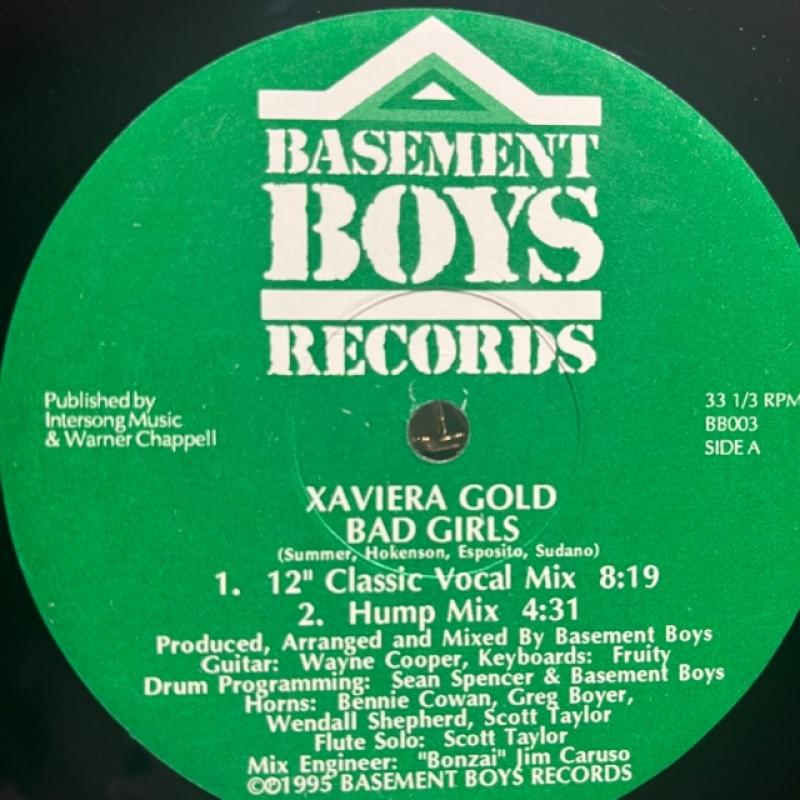 BASEMENT
BOYS
RECORDS
Published by
Intersong Music
& Warner Chappell
33 1/3 RPM
BB003
SIDE A
XAVIERA GOLD
BAD GIRLS
(Summer, Hokenson, Esposito, Sudano)
1. 12" Classic Vocal Mix 8:19
2. Hump Mix 4:31
Produced, Arranged and Mixed By Basement Boys
Guitar: Wayne Cooper, Keyboards: Fruity
Drum Programming: Sean Spencer & Basement Boys
Horns: Bennie Cowan, Greg Boyer,
Wendall Shepherd, Scott Taylor
Flute Solo: Scott Taylor
Mix Engineer: "Bonzai" Jim Caruso
©℗1995 BASEMENT BOYS RECORDS